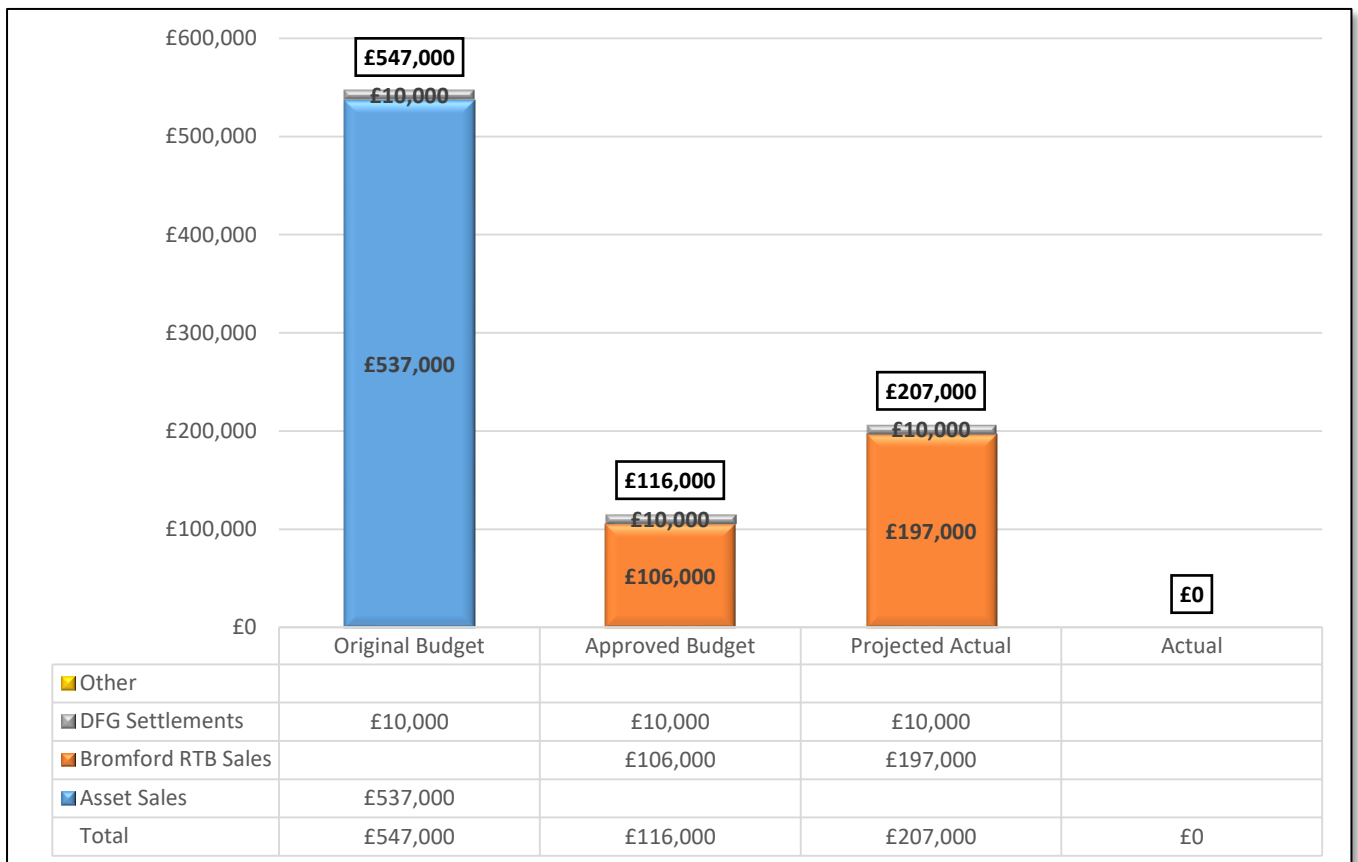 £600,000
£547,000
£10,000
£500,000
£400,000
£537,000
£300,000
£207,000
£200,000
£10,000
£116,000
£100,000
£10,000
£197,000
£106,000
£0
£0
Original Budget Approved Budget Projected Actual Actual
Other
DFG Settlements £10,000 £10,000 £10,000
Bromford RTB Sales £106,000 £197,000
Asset Sales £537,000
Total £547,000 £116,000 £207,000 £0